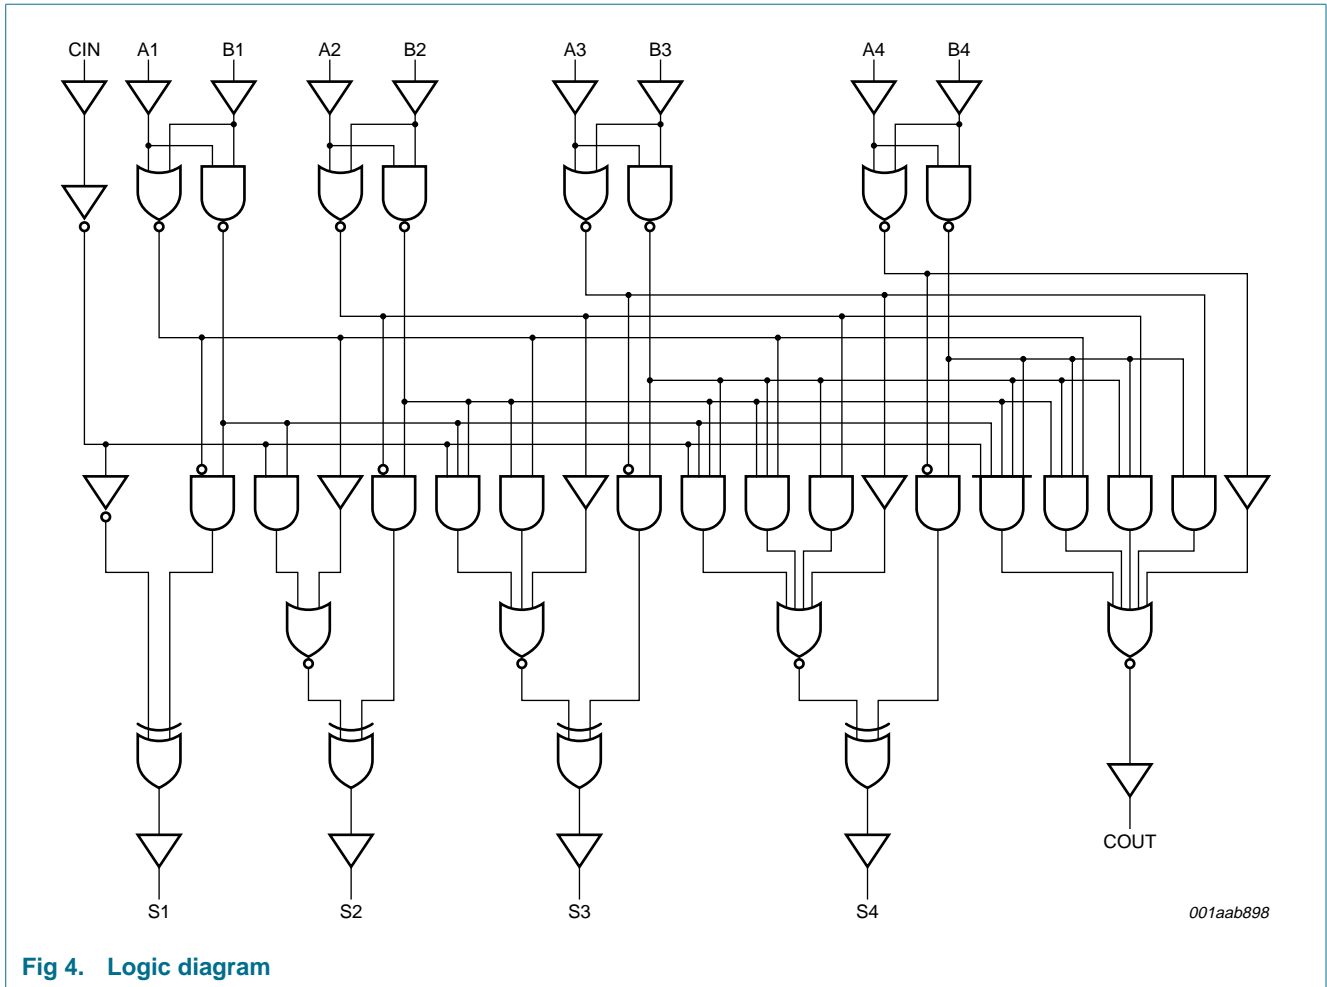 CIN A1 B1 A2 B2 A3 B3 A4 B4
COUT
S1 S2 S3 S4 001aab898
Fig 4. Logic diagram